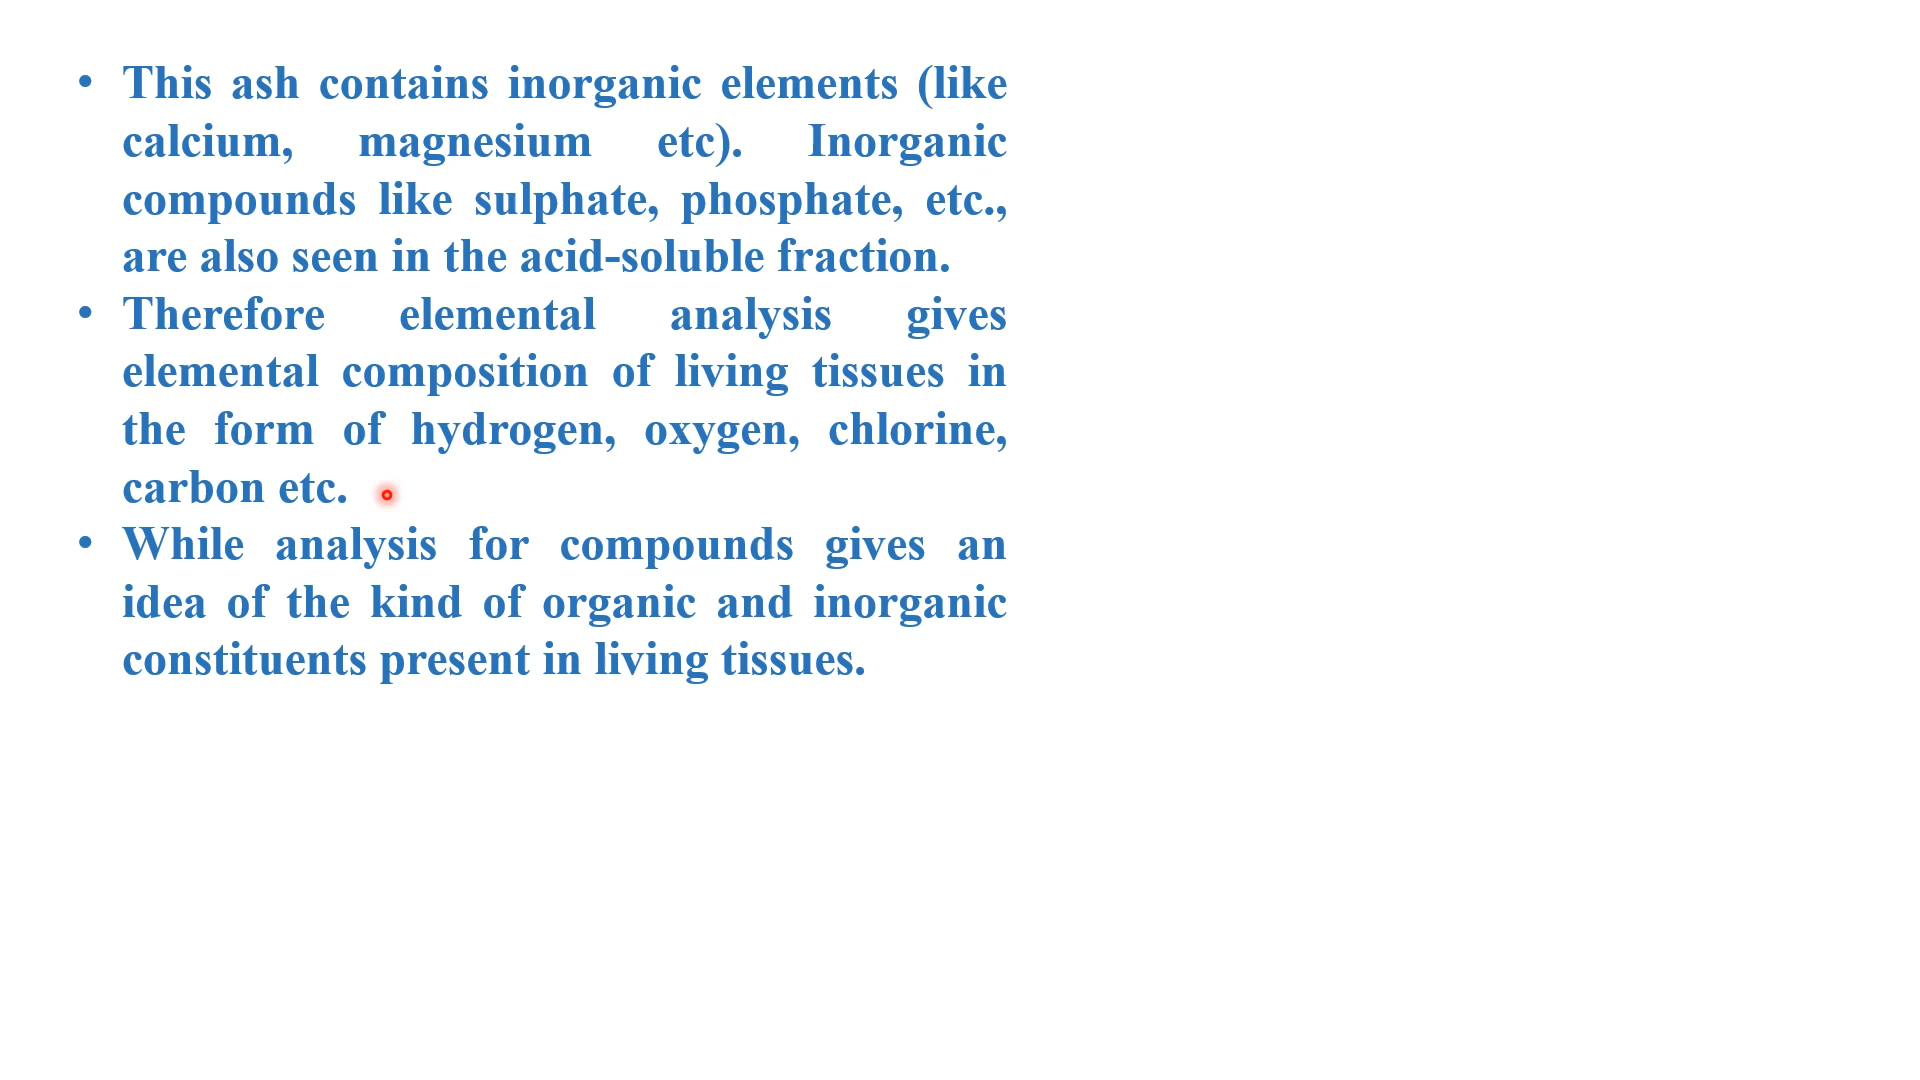 • This ash contains inorganic elements (like
calcium, magnesium etc). Inorganic
compounds like sulphate, phosphate, etc.,
are also seen in the acid-soluble fraction.
• Therefore elemental analysis gives
elemental composition of living tissues in
the form of hydrogen, oxygen, chlorine,
carbon etc.
• While analysis for compounds gives an
idea of the kind of organic and inorganic
constituents present in living tissues.